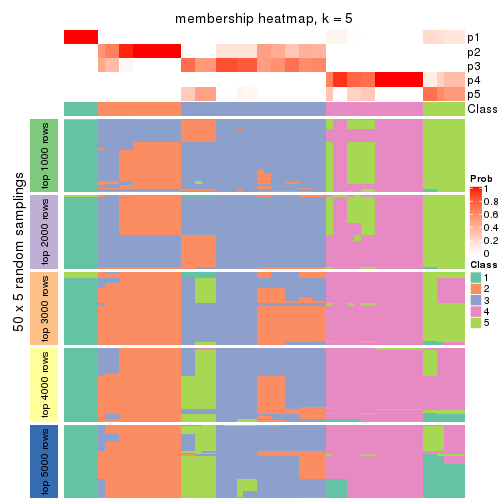 membership heatmap, k = 5
p1
p2
p3
p4
p5
Class
50 x 5 random samplings
top 1000 rows
top 2000 rows
top 3000 rows
top 4000 rows
top 5000 rows
Prob
1
0.8
0.6
0.4
0.2
0
Class
1
2
3
4
5